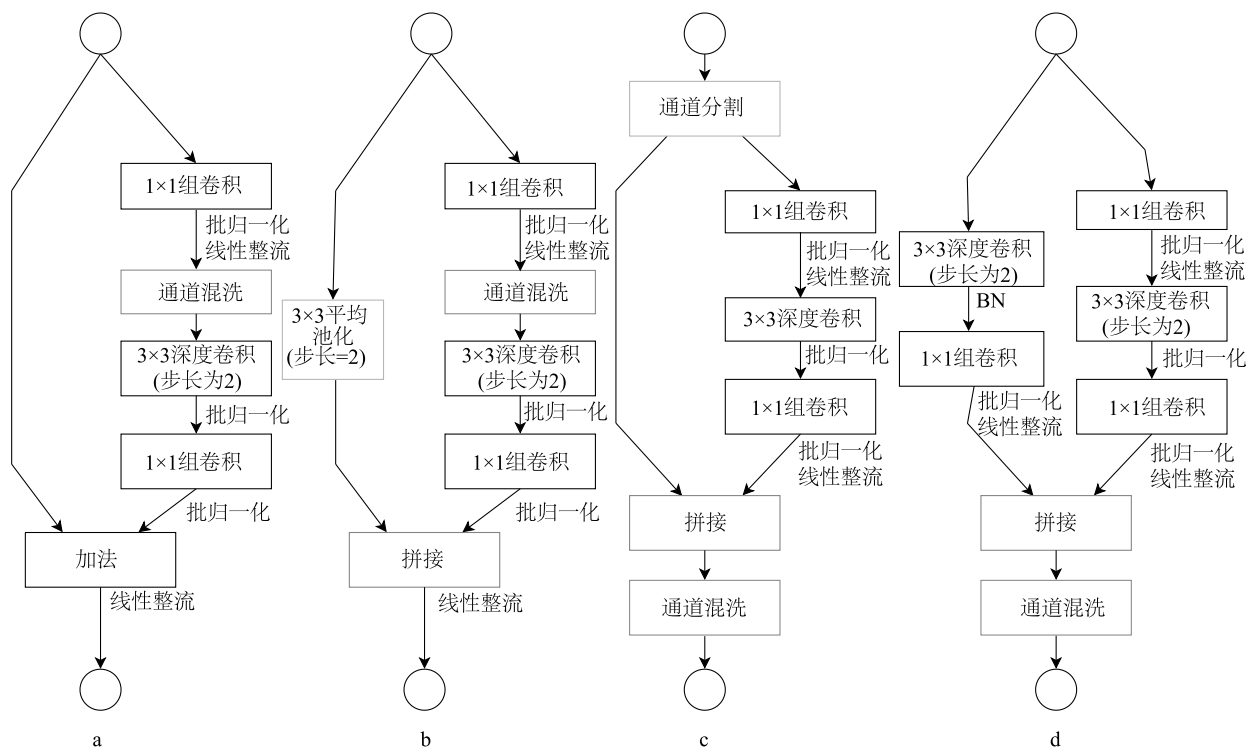 1×1组卷积
批归一化
线性整流
通道混洗
3×3深度卷积
(步长为2)
批归一化
1×1组卷积
批归一化
加法
线性整流
a
1×1组卷积
批归一化
线性整流
通道混洗
3×3平均
池化
(步长=2)
3×3深度卷积
(步长为2)
批归一化
1×1组卷积
批归一化
拼接
线性整流
b
通道分割
1×1组卷积
批归一化
线性整流
3×3深度卷积
批归一化
1×1组卷积
批归一化
线性整流
拼接
通道混洗
c
3×3深度卷积
(步长为2)
BN
1×1组卷积
批归一化
线性整流
1×1组卷积
批归一化
线性整流
3×3深度卷积
(步长为2)
批归一化
1×1组卷积
批归一化
线性整流
拼接
通道混洗
d